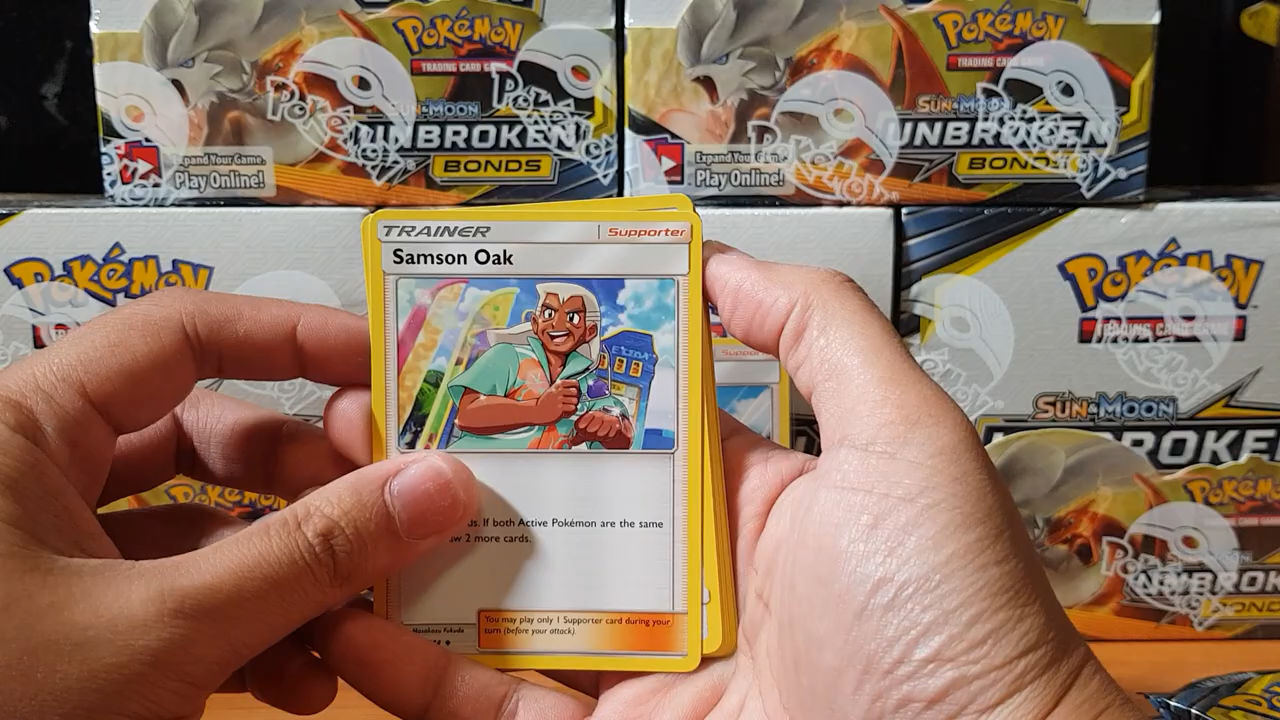 POKÉMON
TRADING CARD GAME
SUN & MOON
UNBROKEN
BONDS
Expand Your Game.
Play Online!
POKÉMON
TRADING CARD GAME
SUN & MOON
UNBROKEN
BONDS
Expand Your Game.
Play Online!
POKÉMON
POKÉMON
TRADING CARD GAME
SUN & MOON
TRAINER
Supporter
Samson Oak
If both Active Pokémon are the same
2 more cards.
You may play only 1 Supporter card during your
turn (before your attack).
Supporter
POKÉMON
POKÉMON